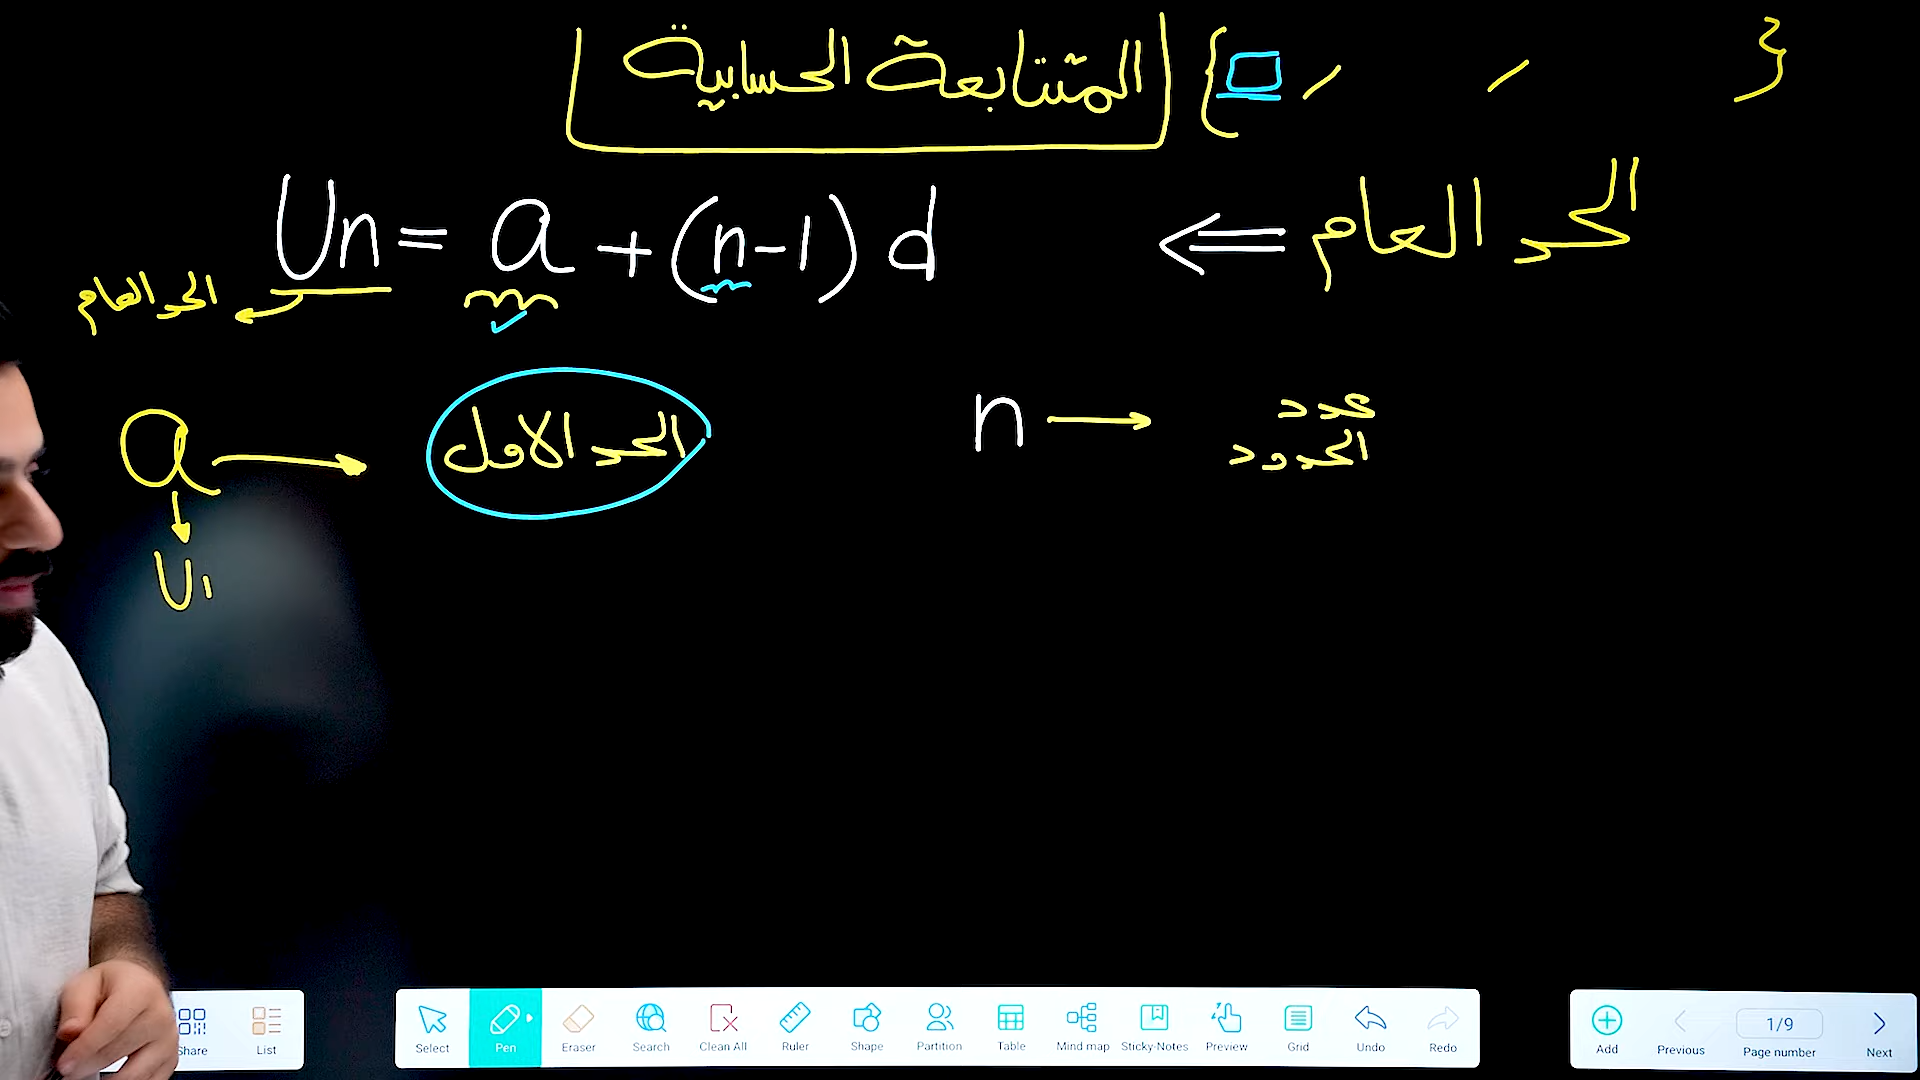 المتتابعة الحسابية { □ , , }
Un = a + (n-1) d ⇐ الحد العام
الحد العام
a → الحد الاول
n → عدد الحدود
U1
Share List
Select Pen Eraser Search Clean All Ruler Shape Partition Table Mind map Sticky-Notes Preview Grid Undo Redo
Add Previous 1/9 Page number Next